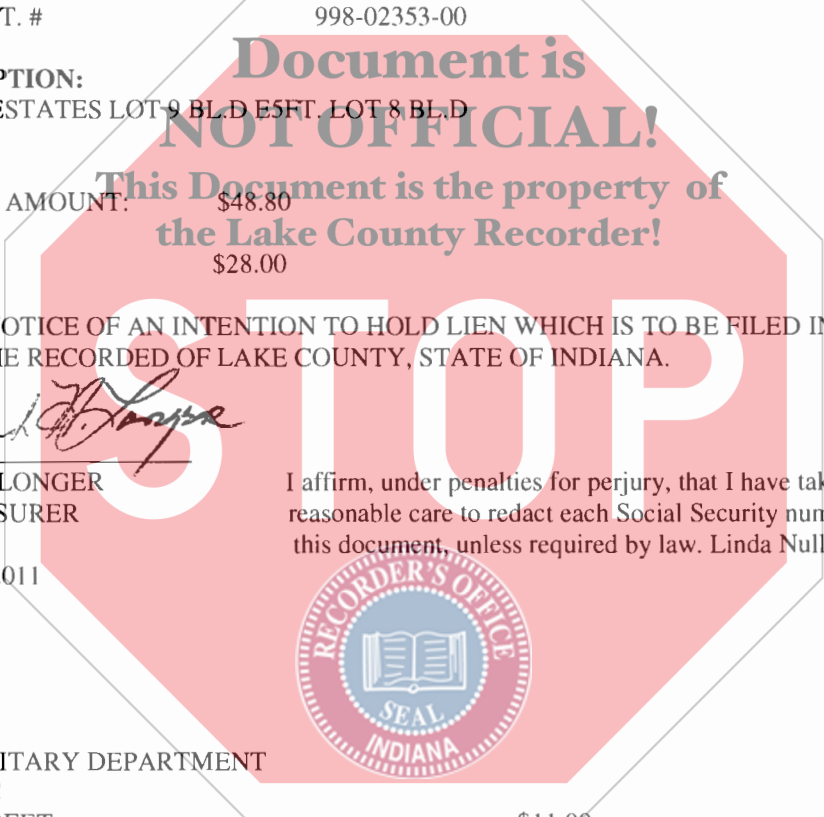 T. # 998-02353-00
Document is
PTION:
ESTATES LOT 9 BL.D E5FT. LOT 8 BL.D
NOT OFFICIAL!
This Document is the property of
AMOUNT: $48.80
the Lake County Recorder!
$28.00
OTICE OF AN INTENTION TO HOLD LIEN WHICH IS TO BE FILED IN
IE RECORDED OF LAKE COUNTY, STATE OF INDIANA.
STOP
LONGER I affirm, under penalties for perjury, that I have tak
SURER reasonable care to redact each Social Security num
this document, unless required by law. Linda Null
2011
RECORDER'S OFFICE
SEAL
INDIANA
ITARY DEPARTMENT